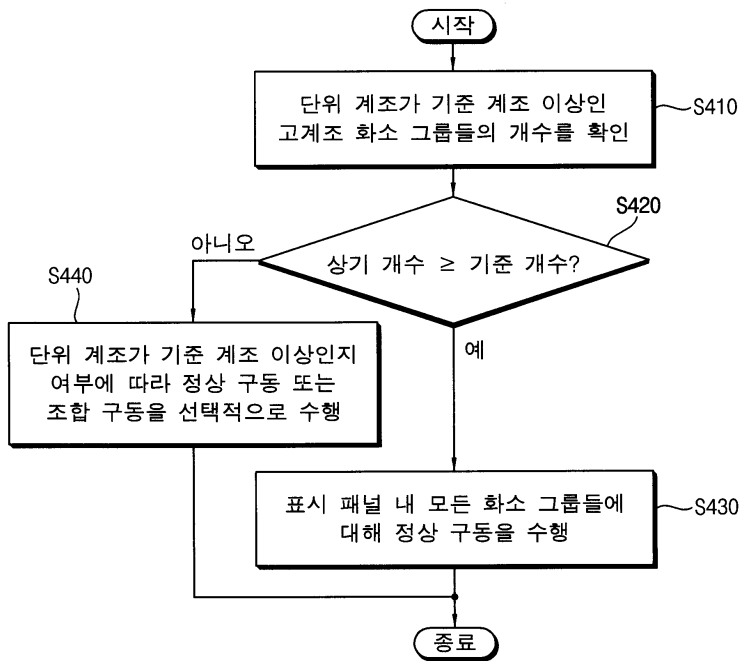 시작
단위 계조가 기준 계조 이상인
고계조 화소 그룹들의 개수를 확인
S410
S420
상기 개수 ≥ 기준 개수?
아니오
예
S440
단위 계조가 기준 계조 이상인지
여부에 따라 정상 구동 또는
조합 구동을 선택적으로 수행
표시 패널 내 모든 화소 그룹들에
대해 정상 구동을 수행
S430
종료